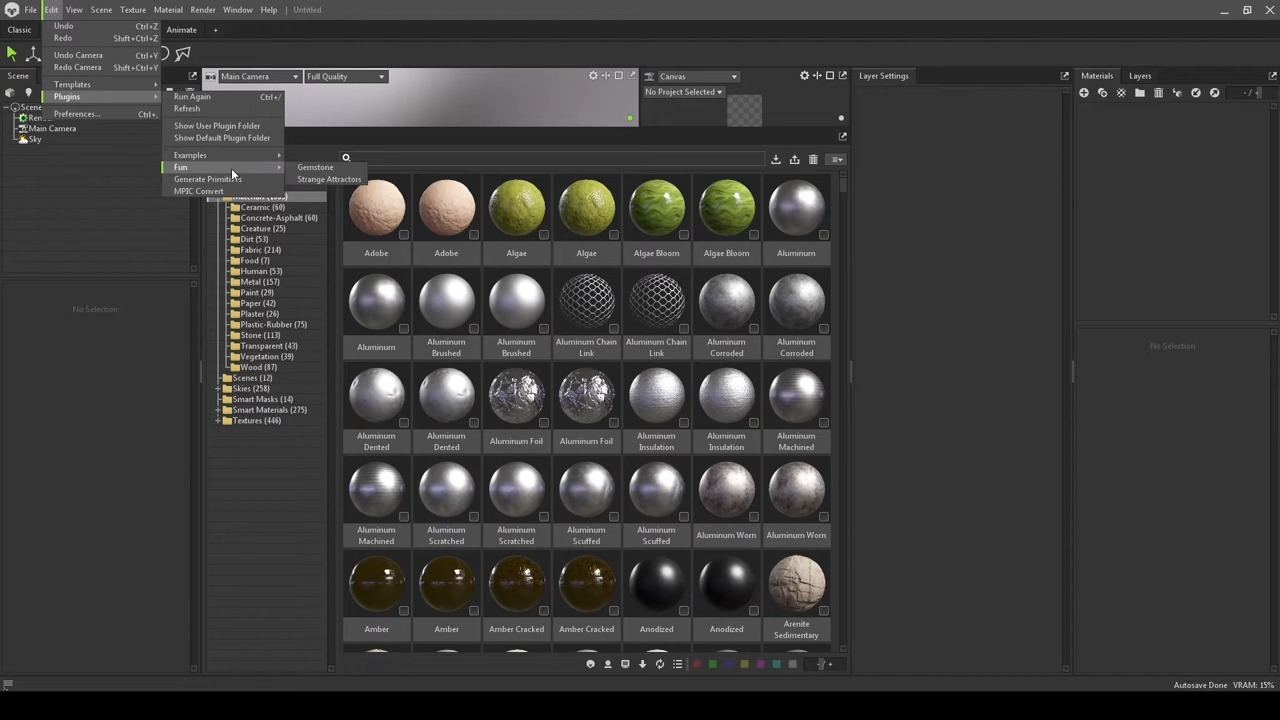 File Edit View Scene Texture Material Render Window Help Untitled
Classic Animate +
Undo Ctrl+Z
Redo Shift+Ctrl+Z
Undo Camera Ctrl+Y
Redo Camera Shift+Ctrl+Y
Templates
Plugins
Preferences... Ctrl+,
Run Again Ctrl+/
Refresh
Show User Plugin Folder
Show Default Plugin Folder
Examples
Fun
Generate Primitives
MPIC Convert
Gemstone
Strange Attractors
Scene
Scene
Main Camera
Sky
No Selection
Main Camera Full Quality
Canvas
No Project Selected
Layer Settings
Materials Layers
-/+
No Selection
Ceramic (60)
Concrete-Asphalt (60)
Creature (25)
Dirt (53)
Fabric (214)
Food (7)
Human (53)
Metal (157)
Paint (29)
Paper (42)
Plaster (26)
Plastic-Rubber (75)
Stone (113)
Transparent (43)
Vegetation (39)
Wood (87)
Scenes (12)
Skies (258)
Smart Masks (14)
Smart Materials (275)
Textures (446)
Adobe
Adobe
Algae
Algae
Algae Bloom
Algae Bloom
Aluminum
Aluminum
Aluminum Brushed
Aluminum Brushed
Aluminum Chain Link
Aluminum Chain Link
Aluminum Corroded
Aluminum Corroded
Aluminum Dented
Aluminum Dented
Aluminum Foil
Aluminum Foil
Aluminum Insulation
Aluminum Insulation
Aluminum Machined
Aluminum Machined
Aluminum Scratched
Aluminum Scratched
Aluminum Scuffed
Aluminum Scuffed
Aluminum Worn
Aluminum Worn
Amber
Amber
Amber Cracked
Amber Cracked
Anodized
Anodized
Arenite Sedimentary
-/+
Autosave Done VRAM: 15%